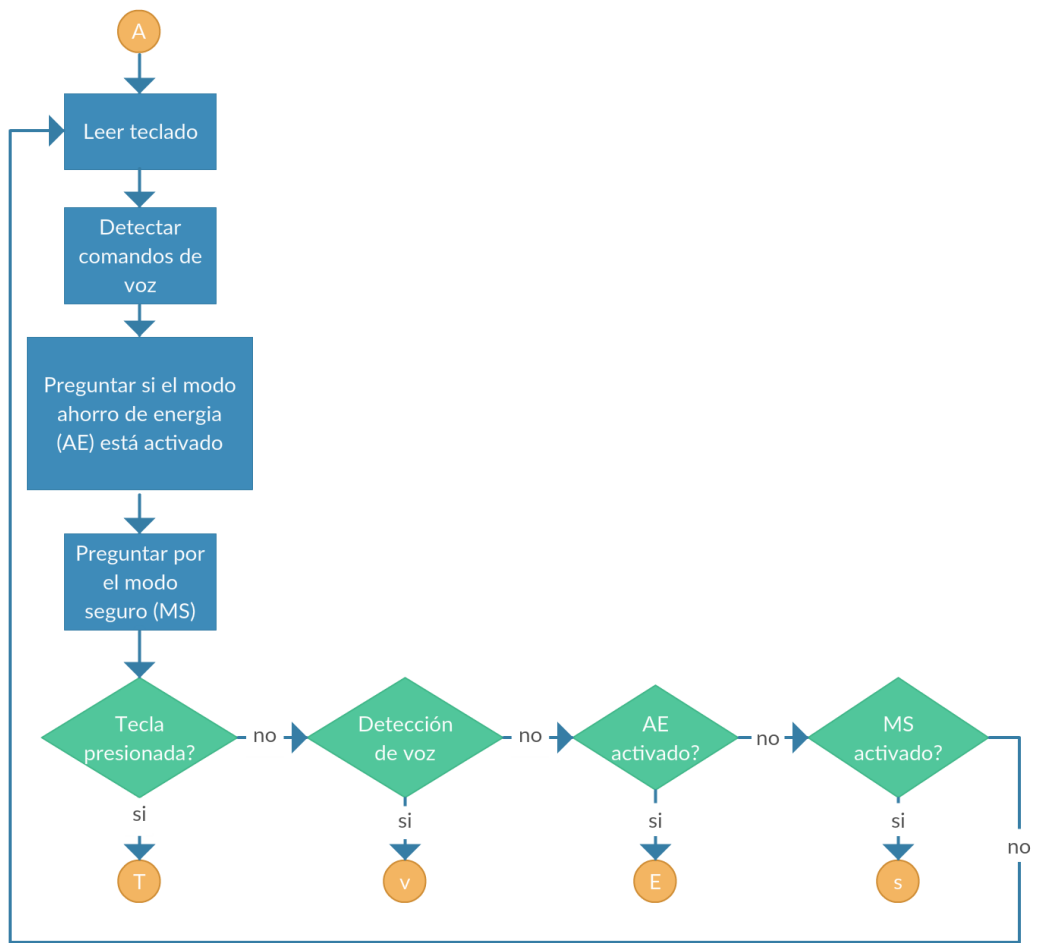 A
Leer teclado
Detectar
comandos de
voz
Preguntar si el modo
ahorro de energia
(AE) está activado
Preguntar por
el modo
seguro (MS)
Tecla
presionada?
no
Detección
de voz
no
AE
activado?
no
MS
activado?
si
si
si
si
no
T
v
E
s